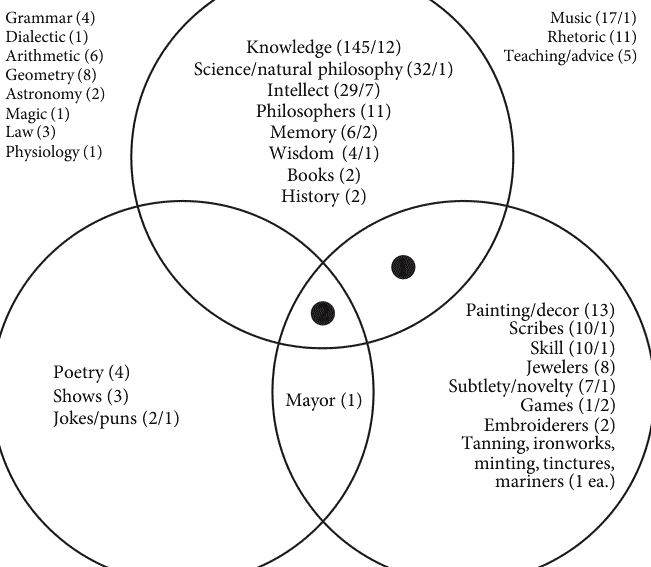 Grammar (4)
Dialectic (1)
Arithmetic (6)
Geometry (8)
Astronomy (2)
Magic (1)
Law (3)
Physiology (1)
Knowledge (145/12)
Science/natural philosophy (32/1)
Intellect (29/7)
Philosophers (11)
Memory (6/2)
Wisdom (4/1)
Books (2)
History (2)
Music (17/1)
Rhetoric (11)
Teaching/advice (5)
Poetry (4)
Shows (3)
Jokes/puns (2/1)
Mayor (1)
Painting/decor (13)
Scribes (10/1)
Skill (10/1)
Jewelers (8)
Subtlety/novelty (7/1)
Games (1/2)
Embroiderers (2)
Tanning, ironworks,
minting, tinctures,
mariners (1 ea.)